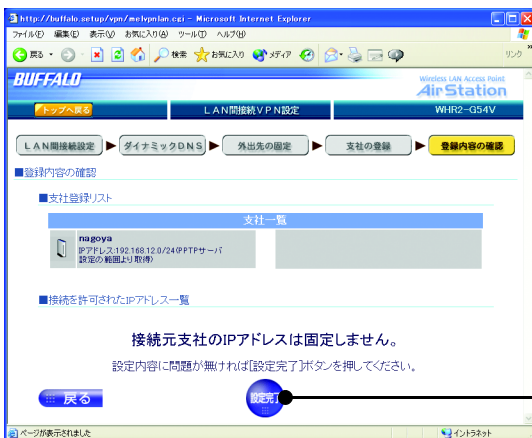 http://buffalo.setup/vpn/melvpnlan.cgi - Microsoft Internet Explorer
ファイル(F) 編集(E) 表示(V) お気に入り(A) ツール(T) ヘルプ(H)
戻る 検索 お気に入り メディア リンク »
BUFFALO
Wireless LAN Access Point
AirStation
トップへ戻る LAN間接続VPN設定 WHR2-G54V
LAN間接続設定 ダイナミックDNS 外出先の固定 支社の登録 登録内容の確認
■登録内容の確認
■支社登録リスト
支社一覧
nagoya
IPアドレス:192.168.12.0/24(PPTPサーバ
設定の範囲より取得)
■接続を許可されたIPアドレス一覧
接続元支社のIPアドレスは固定しません。
設定内容に問題が無ければ[設定完了]ボタンを押してください。
戻る 設定完了
ページが表示されました イントラネット